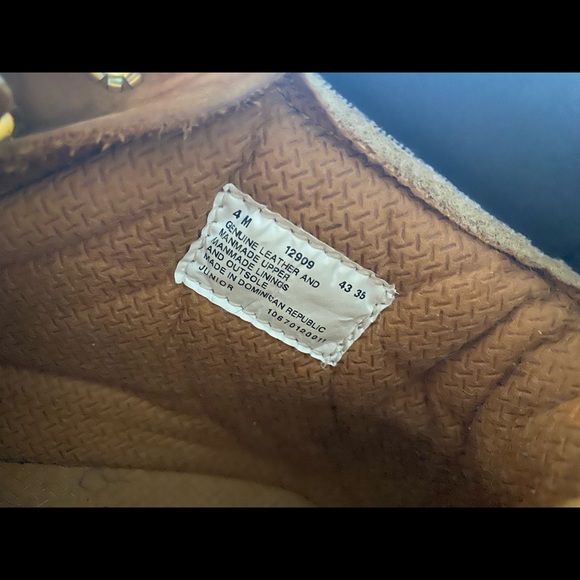 4 M 12909 43 35
GENUINE LEATHER AND
MANMADE UPPER
MANMADE LININGS
AND OUTSOLE
MADE IN DOMINICAN REPUBLIC
JUNIOR